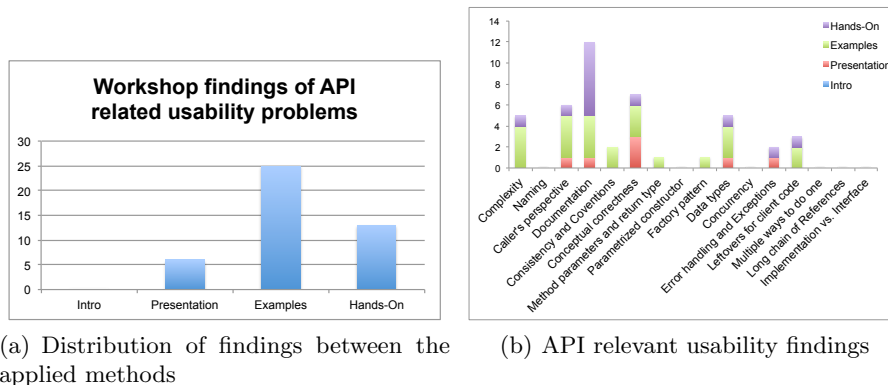 Workshop findings of API
related usability problems
30
25
20
15
10
5
0
Intro
Presentation
Examples
Hands-On
(a) Distribution of findings between the
applied methods
14
12
10
8
6
4
2
0
Hands-On
Examples
Presentation
Intro
Complexity
Naming
Caller's perspective
Documentation
Consistency and Coventions
Conceptual correctness
Method parameters and return type
Parametrized constructor
Factory pattern
Data types
Concurrency
Error handling and Exceptions
Leftovers for client code
Multiple ways to do one
Long chain of References
Implementation vs. Interface
(b) API relevant usability findings